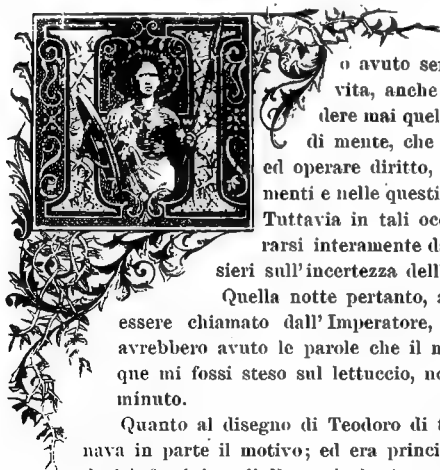 Ho avuto se
vita, anche
dere mai quel
di mente, che
ed operare diritto,
menti e nelle questi
Tuttavia in tali occ
rarsi interamente d
sieri sull'incertezza dell
Quella notte pertanto, a
essere chiamato dall'Imperatore,
avrebbero avuto le parole che il m
que mi fossi steso sul lettuccio, no
minuto.
Quanto al disegno di Teodoro di t
nava in parte il motivo; ed era princi